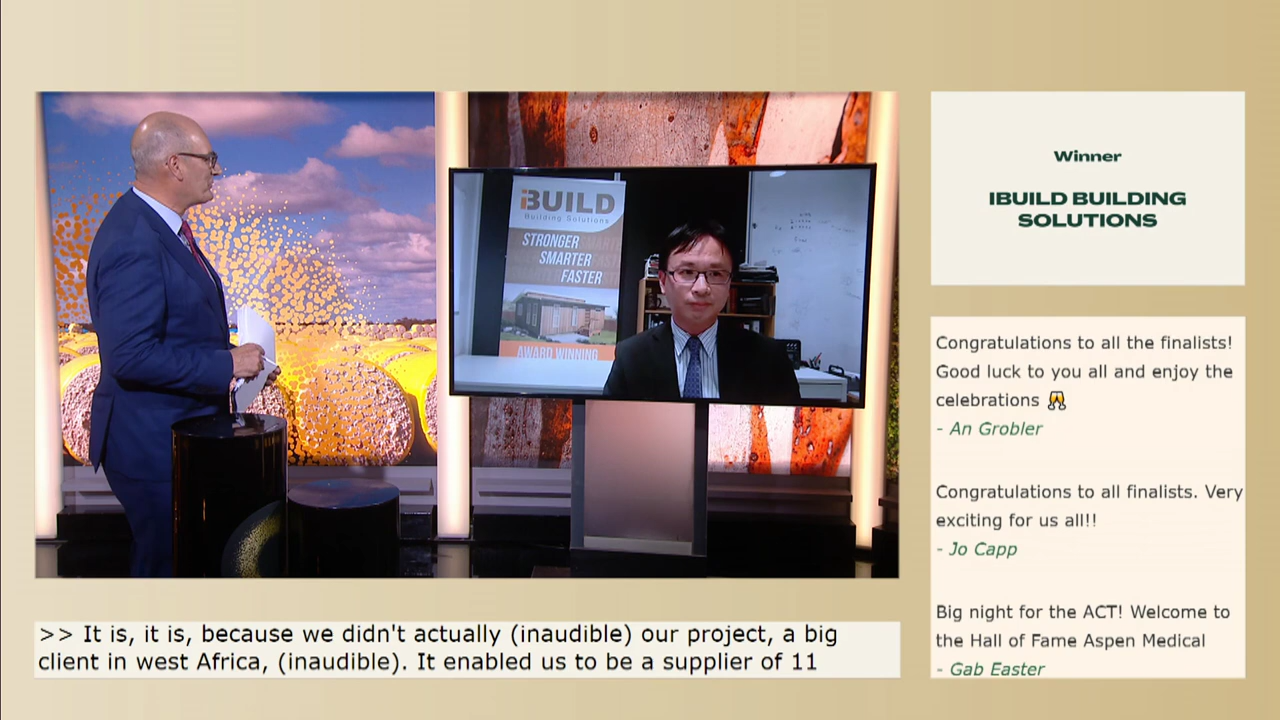 iBUILD
Building Solutions
STRONGER
SMARTER
FASTER
AWARD WINNING
Winner
IBUILD BUILDING
SOLUTIONS
Congratulations to all the finalists!
Good luck to you all and enjoy the
celebrations 🥂
- An Grobler
Congratulations to all finalists. Very
exciting for us all!!
- Jo Capp
Big night for the ACT! Welcome to
the Hall of Fame Aspen Medical
- Gab Easter
>> It is, it is, because we didn't actually (inaudible) our project, a big
client in west Africa, (inaudible). It enabled us to be a supplier of 11